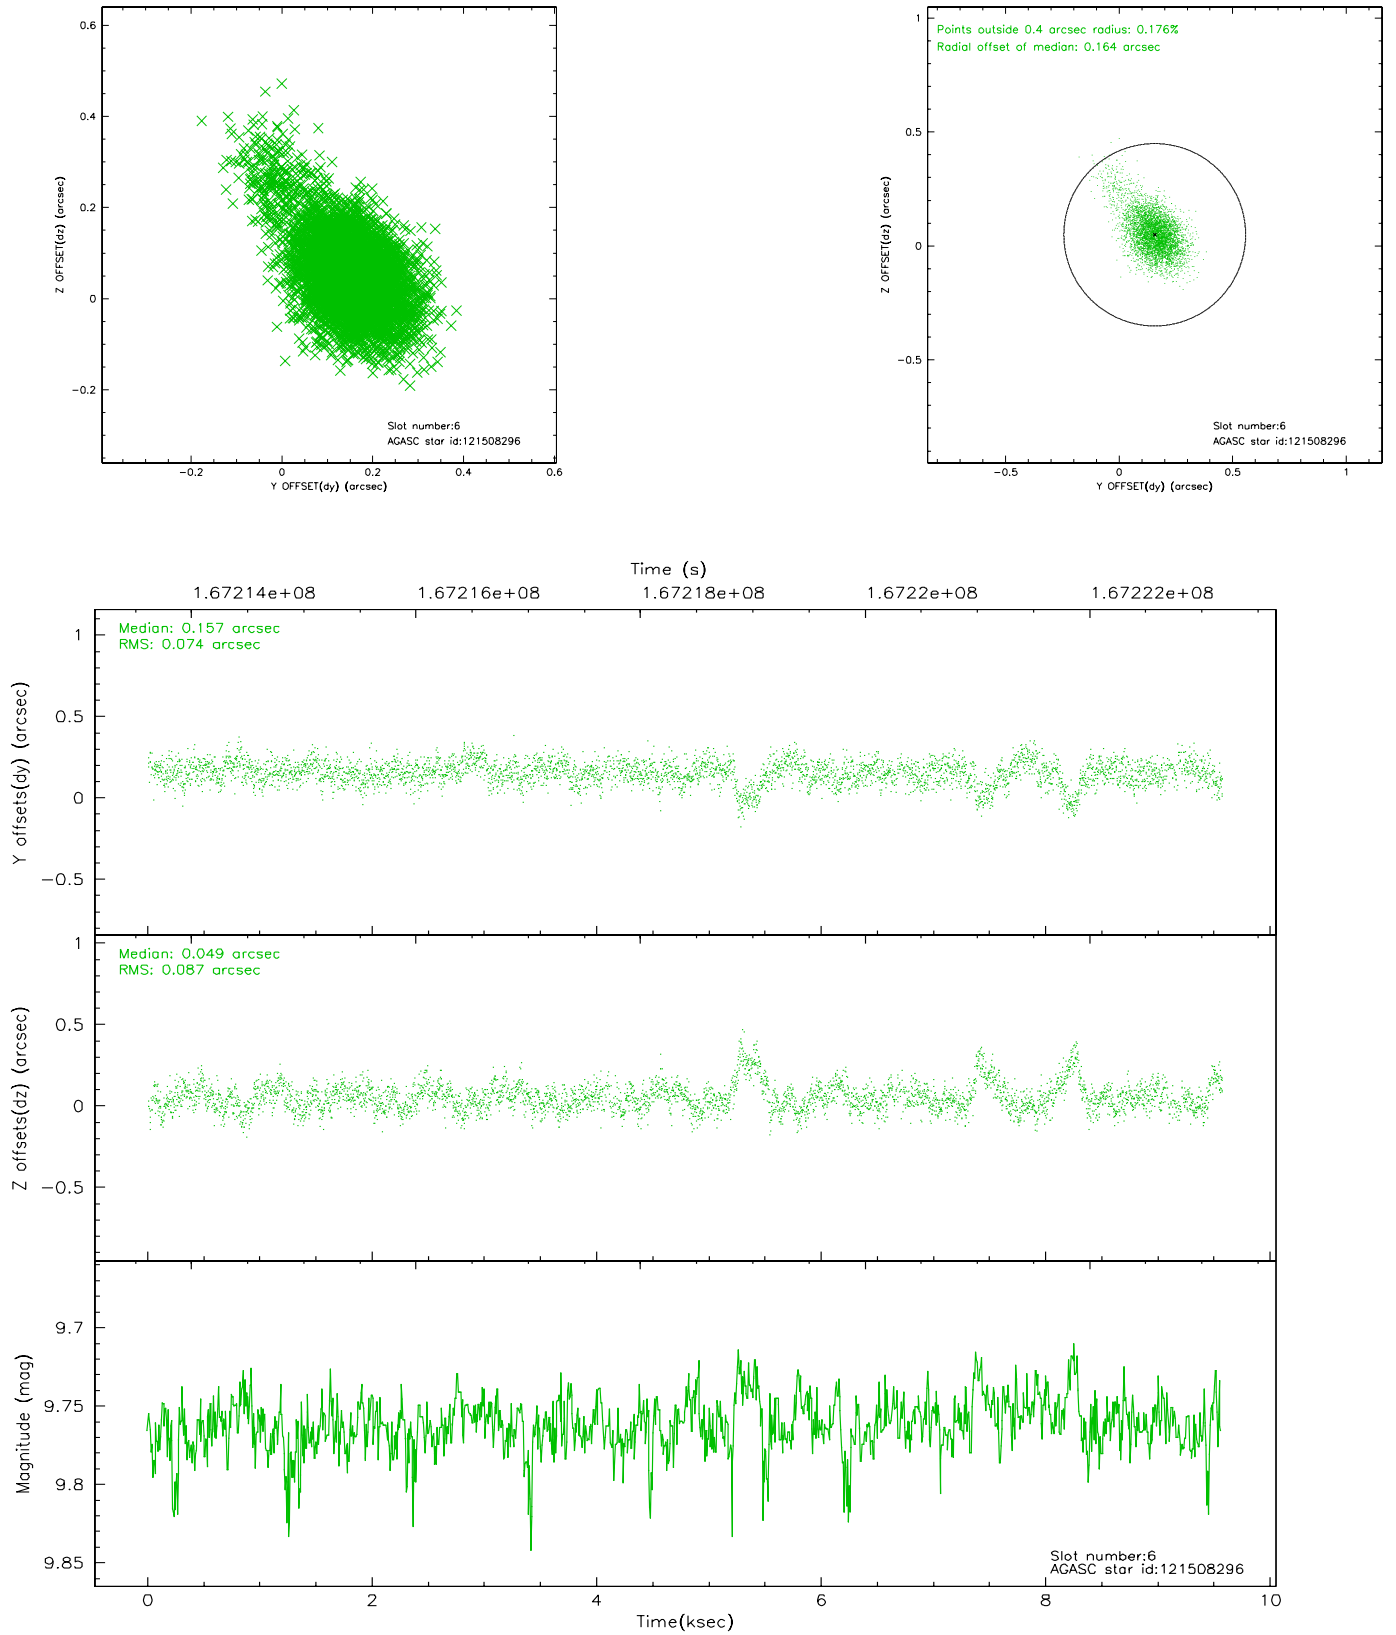 0.6
0.4
0.2
0
−0.2
Z OFFSET(dz) (arcsec)
Slot number:6
AGASC star id:121508296
−0.2 0 0.2 0.4 0.6
Y OFFSET(dy) (arcsec)
Points outside 0.4 arcsec radius: 0.176%
Radial offset of median: 0.164 arcsec
1
0.5
0
−0.5
Z OFFSET(dz) (arcsec)
Slot number:6
AGASC star id:121508296
−0.5 0 0.5 1
Y OFFSET(dy) (arcsec)
Time (s)
1.67214e+08 1.67216e+08 1.67218e+08 1.6722e+08 1.67222e+08
Median: 0.157 arcsec
RMS: 0.074 arcsec
1
0.5
0
−0.5
Y offsets(dy) (arcsec)
Median: 0.049 arcsec
RMS: 0.087 arcsec
1
0.5
0
−0.5
Z offsets(dz) (arcsec)
9.7
9.75
9.8
9.85
Magnitude (mag)
Slot number:6
AGASC star id:121508296
0 2 4 6 8 10
Time(ksec)